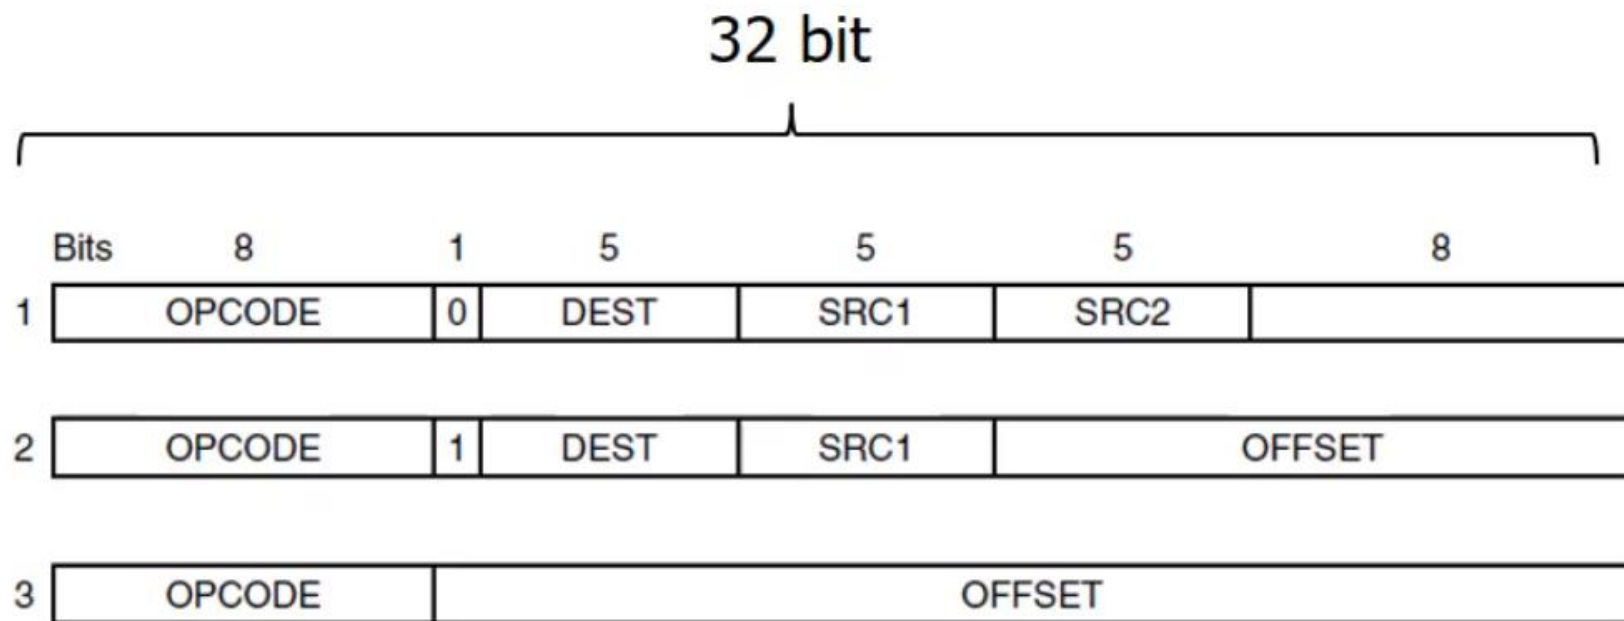 32 bit
Bits 8 1 5 5 5 8
1 OPCODE 0 DEST SRC1 SRC2
2 OPCODE 1 DEST SRC1 OFFSET
3 OPCODE OFFSET